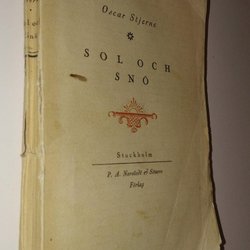 Oscar Stjerne
SOL OCH
SNÖ
Stockholm
P. A. Norstedt & Söners
Förlag